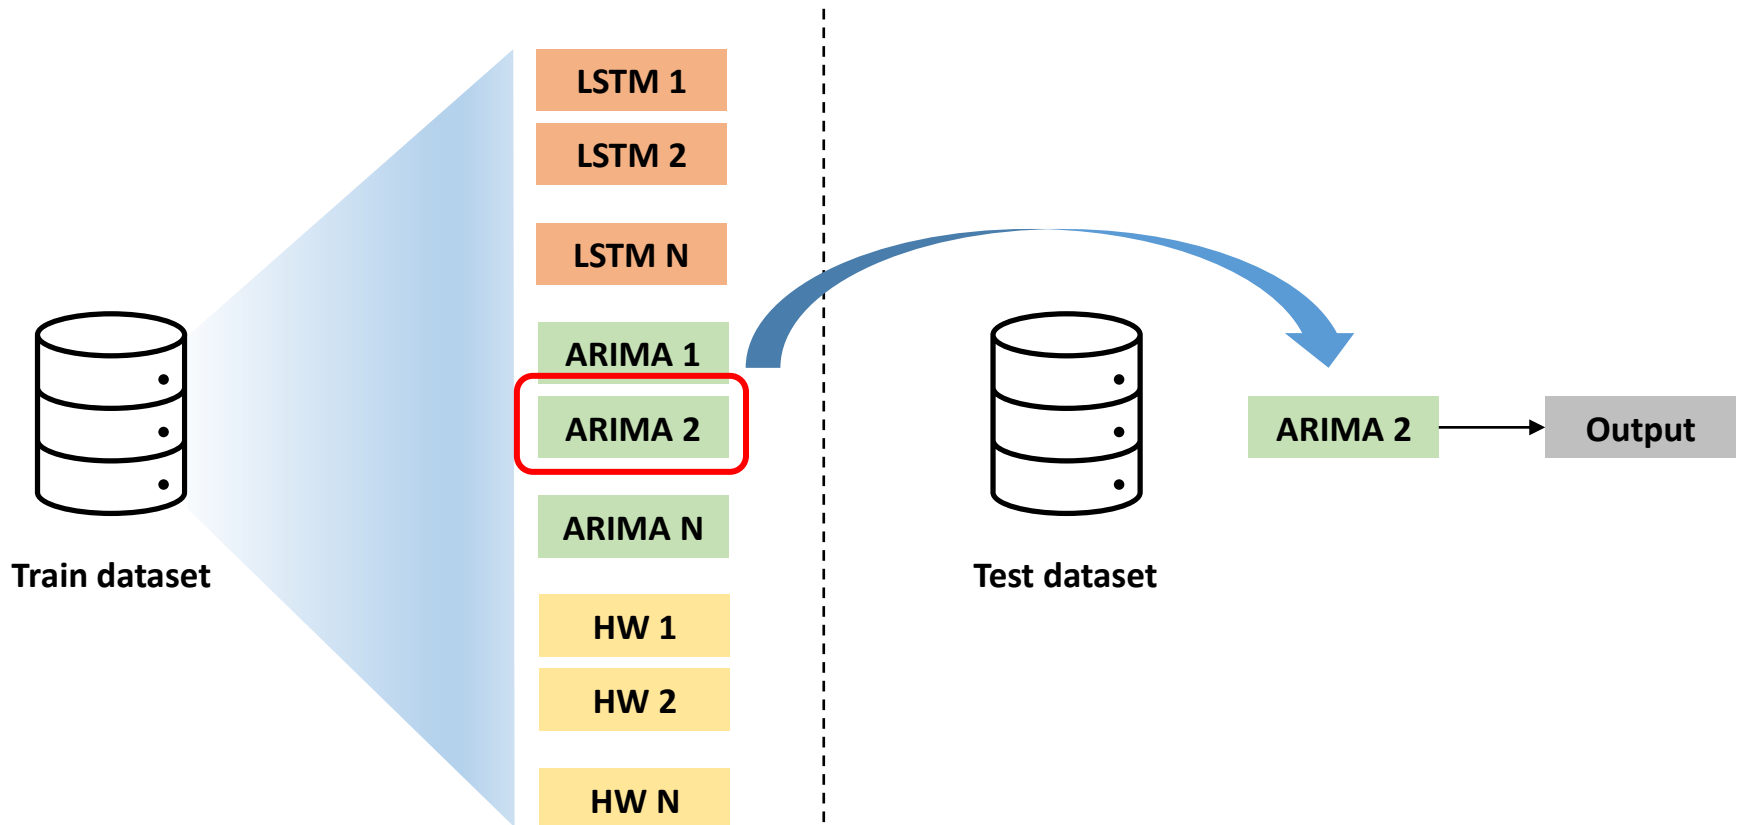 LSTM 1
LSTM 2
LSTM N
ARIMA 1
ARIMA 2
ARIMA N
HW 1
HW 2
HW N
Train dataset
Test dataset
ARIMA 2
Output